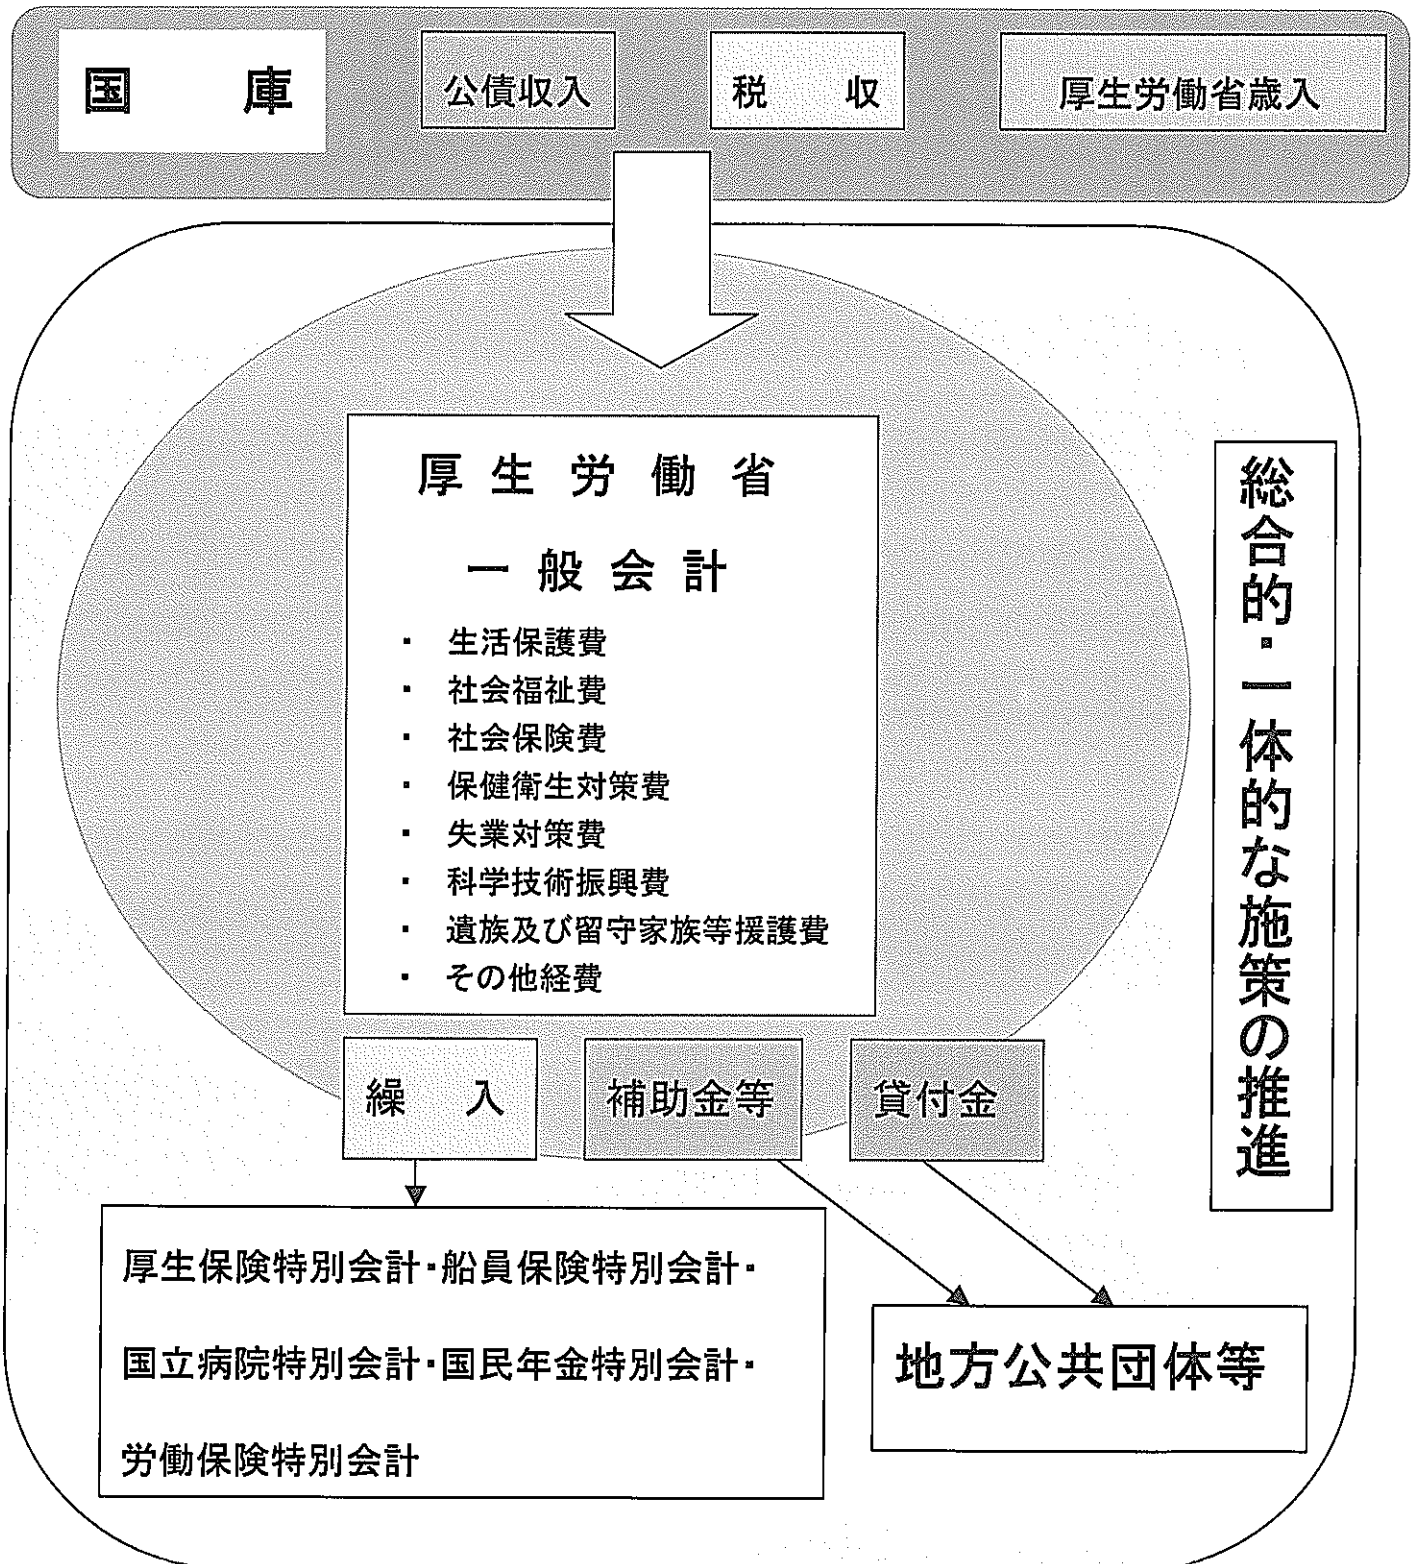 国　庫
公債収入
税　収
厚生労働省歳入
厚生労働省
一般会計
・ 生活保護費
・ 社会福祉費
・ 社会保険費
・ 保健衛生対策費
・ 失業対策費
・ 科学技術振興費
・ 遺族及び留守家族等援護費
・ その他経費
総合的・一体的な施策の推進
繰　入
補助金等
貸付金
厚生保険特別会計・船員保険特別会計・
国立病院特別会計・国民年金特別会計・
労働保険特別会計
地方公共団体等